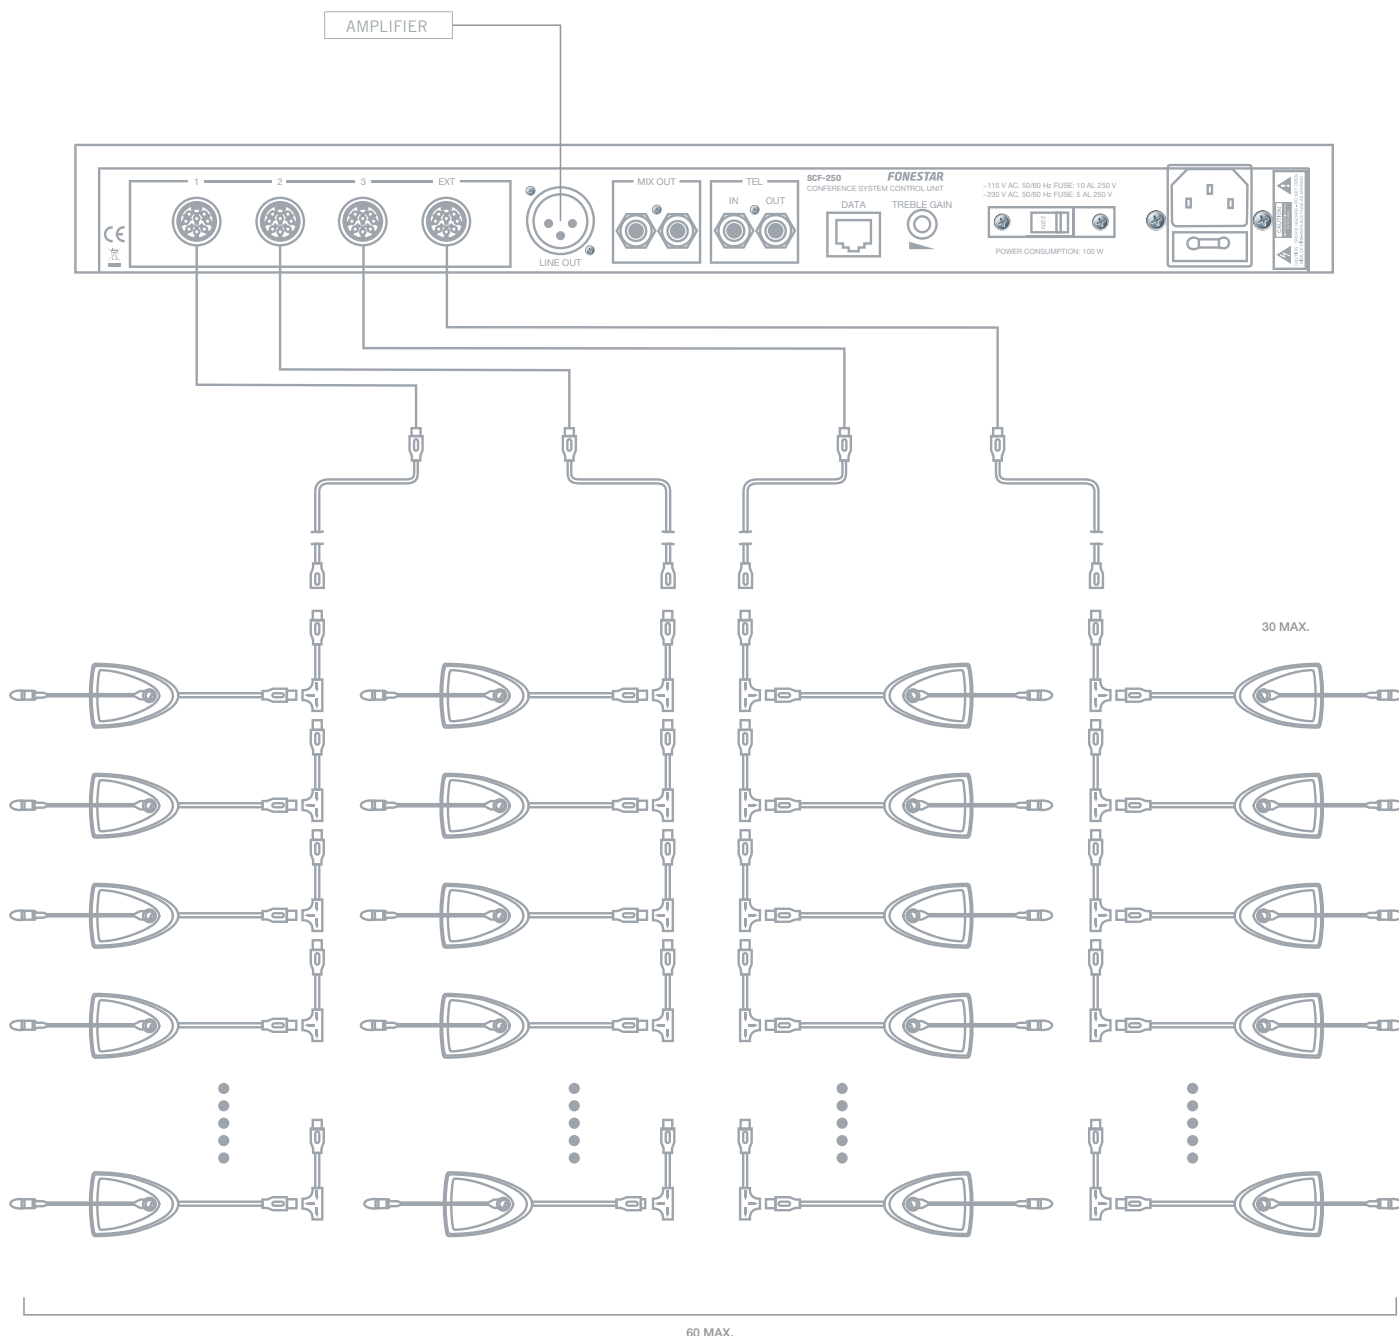 AMPLIFIER
1 2 3 EXT
MIX OUT
TEL
IN OUT
SCF-250
CONFERENCE SYSTEM CONTROL UNIT
FONESTAR
DATA
TREBLE GAIN
~115 V AC. 50/60 Hz FUSE: 10 AL 250 V
~230 V AC. 50/60 Hz FUSE: 5 AL 250 V
230V
CAUTION
CE
LINE OUT
POWER CONSUMPTION: 100 W
30 MAX.
60 MAX.